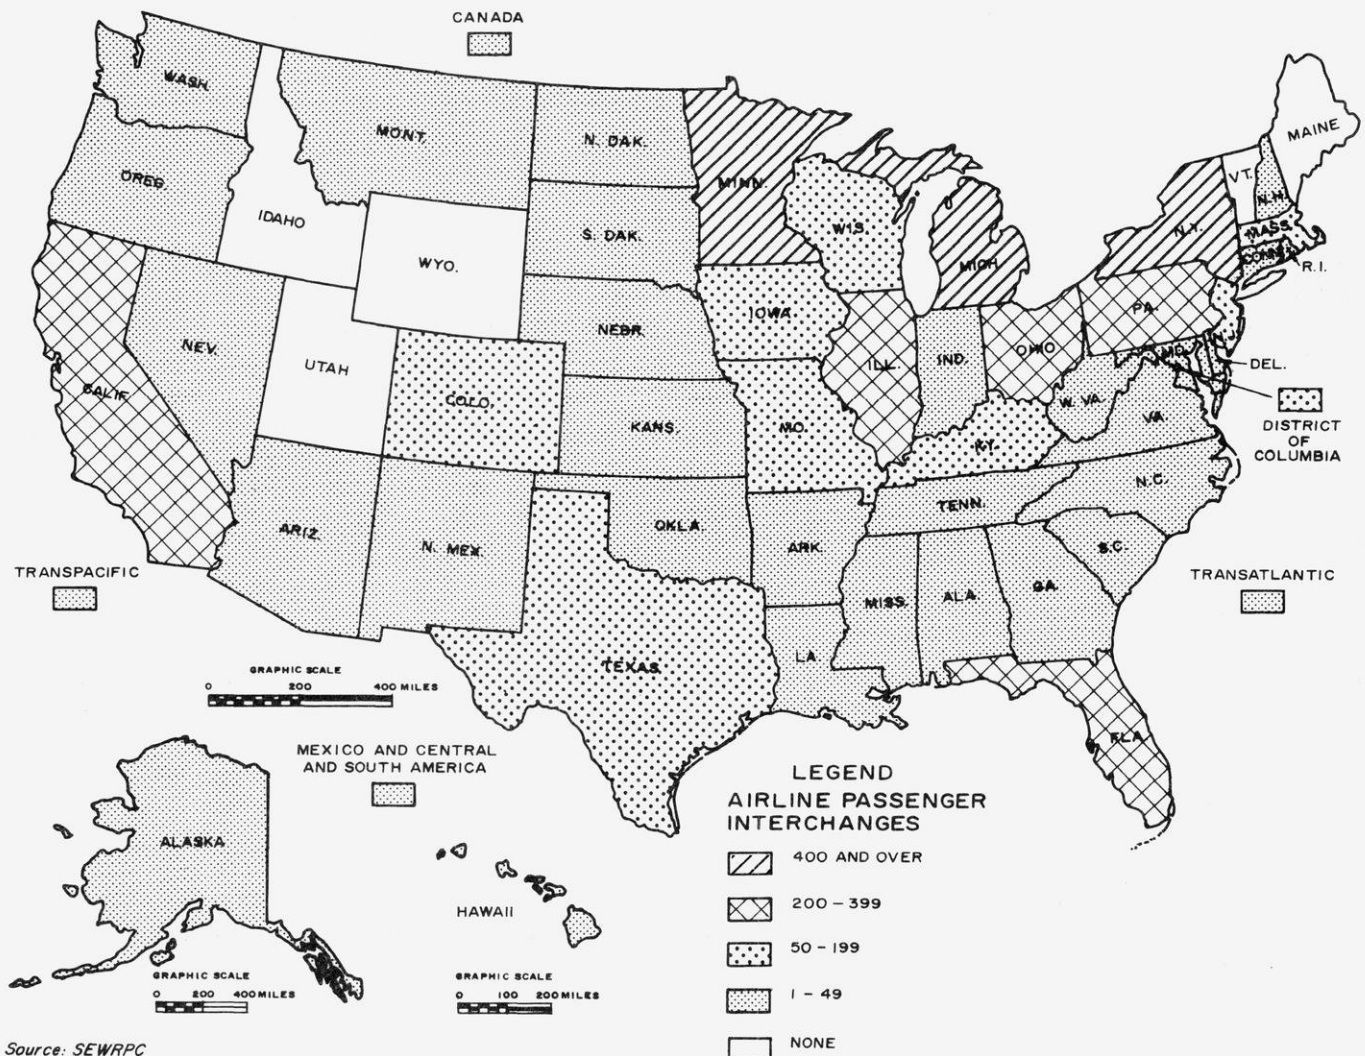 CANADA
WASH.
MONT.
N. DAK.
MINN.
MAINE
VT.
N.H.
OREG.
IDAHO
S. DAK.
WIS.
MICH.
N.Y.
MASS.
CONN.
R.I.
WYO.
IOWA
PA.
NEBR.
NEV.
UTAH
COLO.
ILL.
IND.
OHIO
MD.
DEL.
CALIF.
KANS.
MO.
W. VA.
VA.
KY.
DISTRICT
OF
COLUMBIA
ARIZ.
N. MEX.
OKLA.
ARK.
TENN.
N.C.
S.C.
TRANSPACIFIC
MISS.
ALA.
GA.
TRANSATLANTIC
TEXAS
LA.
FLA.
GRAPHIC SCALE
0 200 400 MILES
MEXICO AND CENTRAL
AND SOUTH AMERICA
ALASKA
HAWAII
GRAPHIC SCALE
0 200 400 MILES
GRAPHIC SCALE
0 100 200 MILES
LEGEND
AIRLINE PASSENGER
INTERCHANGES
400 AND OVER
200 - 399
50 - 199
1 - 49
NONE
Source: SEWRPC